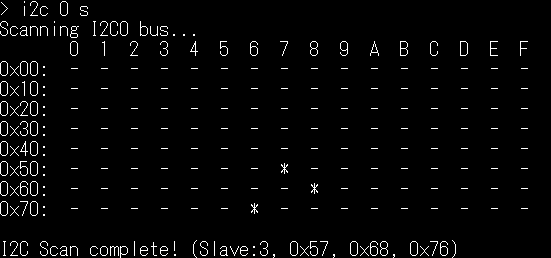 > i2c 0 s
Scanning I2C0 bus...
0 1 2 3 4 5 6 7 8 9 A B C D E F
0x00: - - - - - - - - - - - - - - - -
0x10: - - - - - - - - - - - - - - - -
0x20: - - - - - - - - - - - - - - - -
0x30: - - - - - - - - - - - - - - - -
0x40: - - - - - - - - - - - - - - - -
0x50: - - - - - - - * - - - - - - - -
0x60: - - - - - - - - * - - - - - - -
0x70: - - - - - - * - - - - - - - - -
I2C Scan complete! (Slave:3, 0x57, 0x68, 0x76)